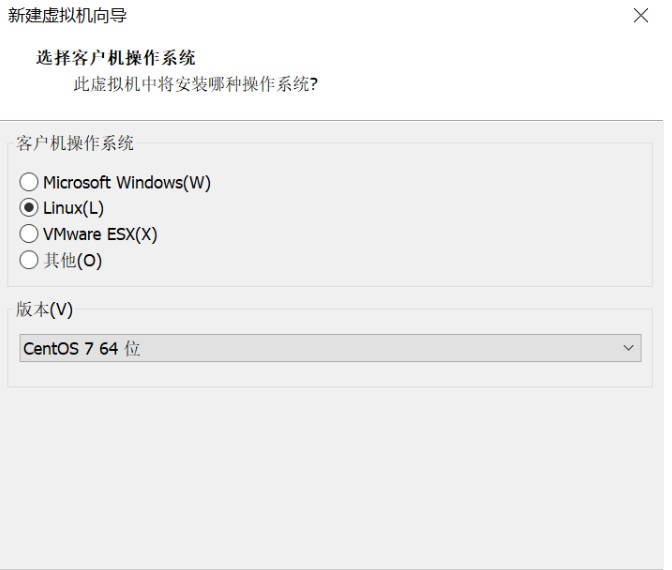 新建虚拟机向导
选择客户机操作系统
此虚拟机中将安装哪种操作系统?
客户机操作系统
Microsoft Windows(W)
Linux(L)
VMware ESX(X)
其他(O)
版本(V)
CentOS 7 64 位